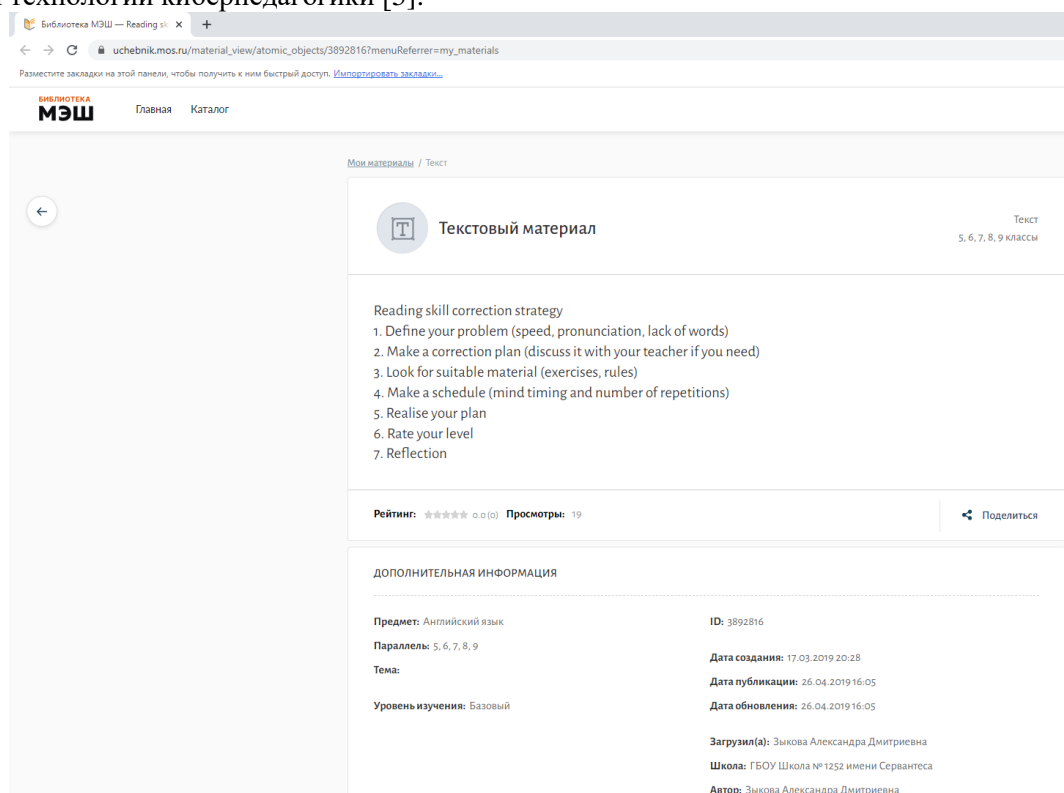 технологии кибернедагогики [5].
Библиотека МЭШ — Reading sk
uchebnik.mos.ru/material_view/atomic_objects/3892816?menuReferrer=my_materials
Разместите закладки на этой панели, чтобы получить к ним быстрый доступ. Импортировать закладки...
БИБЛИОТЕКА
МЭШ Главная Каталог
Мои материалы / Текст
Текстовый материал
Текст
5, 6, 7, 8, 9 классы
Reading skill correction strategy
1. Define your problem (speed, pronunciation, lack of words)
2. Make a correction plan (discuss it with your teacher if you need)
3. Look for suitable material (exercises, rules)
4. Make a schedule (mind timing and number of repetitions)
5. Realise your plan
6. Rate your level
7. Reflection
Рейтинг: 0.0 (0) Просмотры: 19
Поделиться
ДОПОЛНИТЕЛЬНАЯ ИНФОРМАЦИЯ
Предмет: Английский язык
Параллель: 5, 6, 7, 8, 9
Тема:
Уровень изучения: Базовый
ID: 3892816
Дата создания: 17.03.2019 20:28
Дата публикации: 26.04.2019 16:05
Дата обновления: 26.04.2019 16:05
Загрузил(а): Зыкова Александра Дмитриевна
Школа: ГБОУ Школа № 1252 имени Сервантеса
Автор: Зыкова Александра Дмитриевна